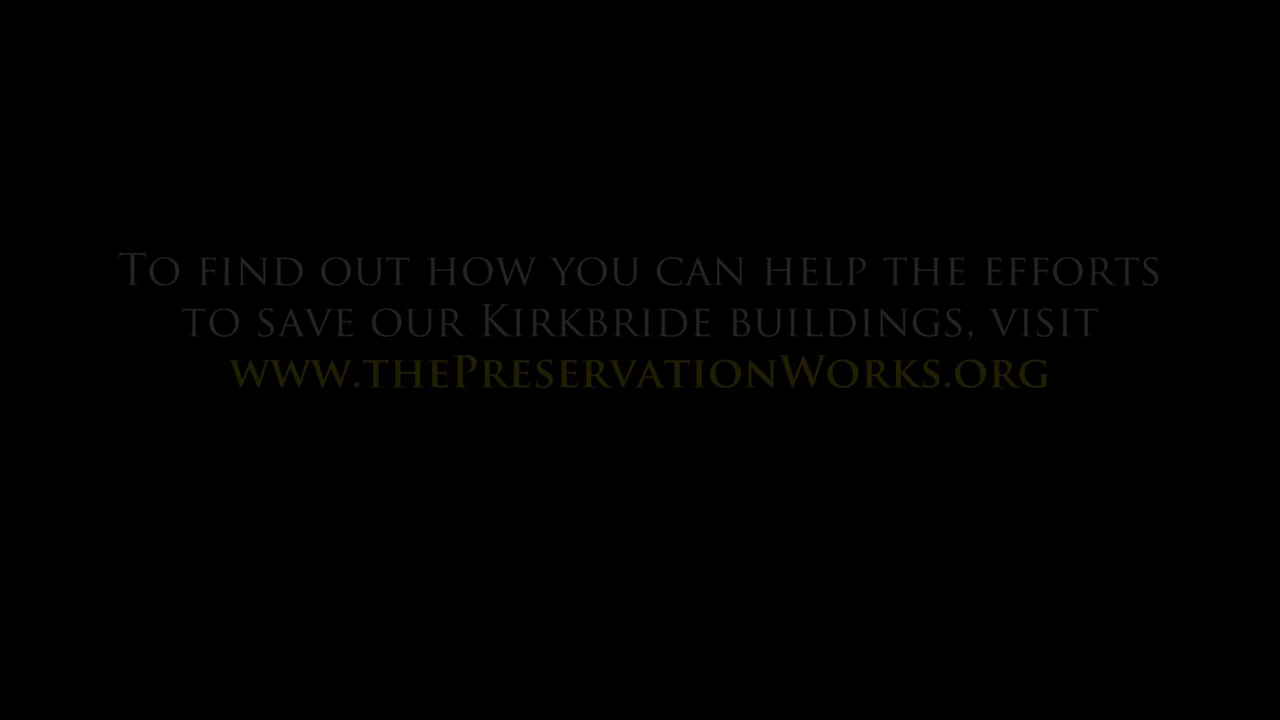 To find out how you can help the efforts
to save our Kirkbride buildings, visit
www.thePreservationWorks.org